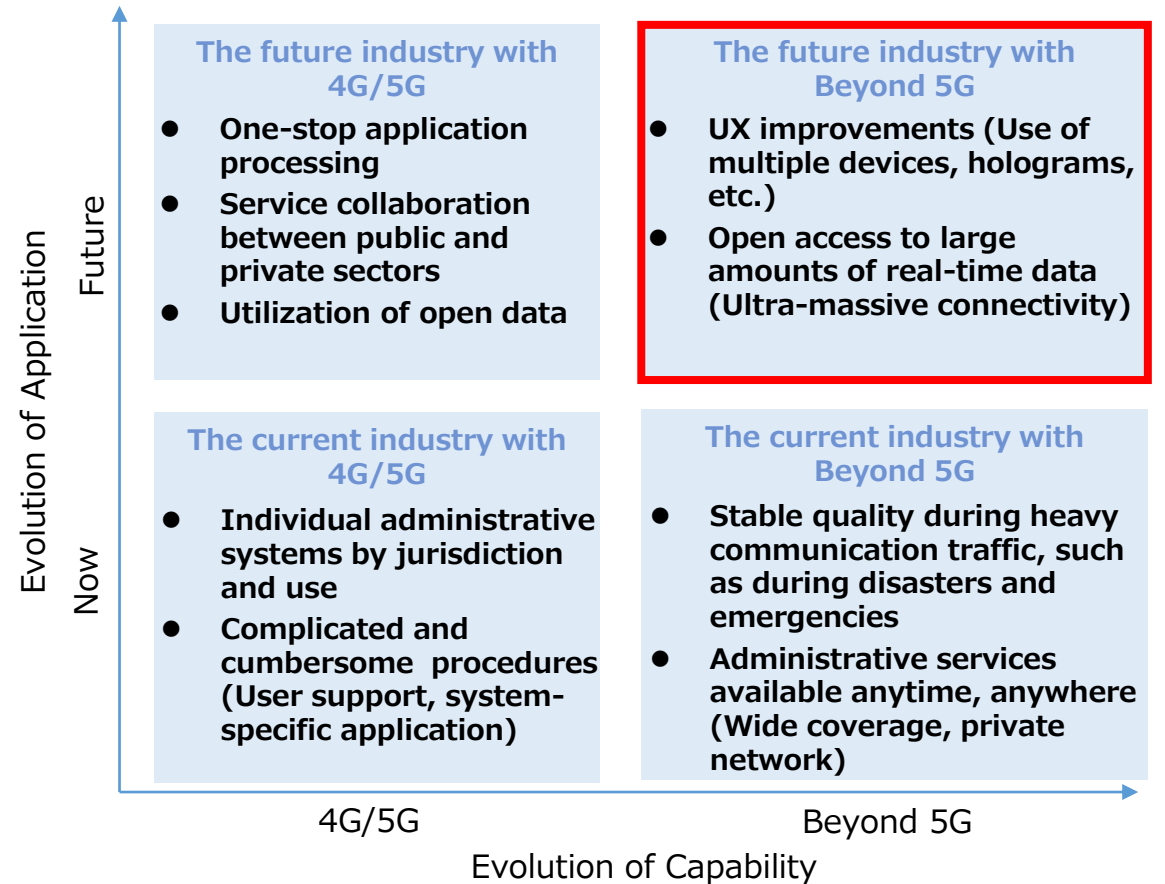 The future industry with
4G/5G
● One-stop application
processing
● Service collaboration
between public and
private sectors
● Utilization of open data
The future industry with
Beyond 5G
● UX improvements (Use of
multiple devices, holograms,
etc.)
● Open access to large
amounts of real-time data
(Ultra-massive connectivity)
The current industry with
4G/5G
● Individual administrative
systems by jurisdiction
and use
● Complicated and
cumbersome procedures
(User support, system-
specific application)
The current industry with
Beyond 5G
● Stable quality during heavy
communication traffic, such
as during disasters and
emergencies
● Administrative services
available anytime, anywhere
(Wide coverage, private
network)
Evolution of Application
Future
Now
4G/5G
Beyond 5G
Evolution of Capability